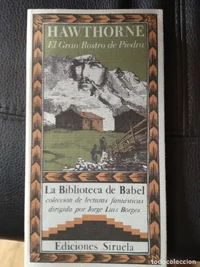 HAWTHORNE
El Gran Rostro de Piedra
La Biblioteca de Babel
colección de lecturas fantásticas
dirigida por Jorge Luis Borges
Ediciones Siruela
todocoleccion